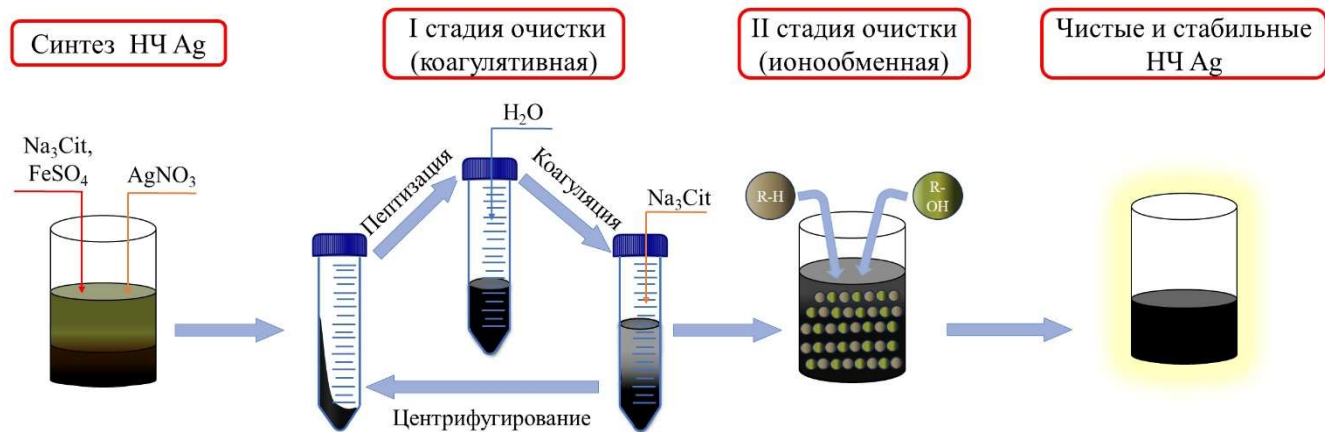 Синтез НЧ Ag
I стадия очистки
(коагулятивная)
II стадия очистки
(ионообменная)
Чистые и стабильные
НЧ Ag
Na₃Cit,
FeSO₄
AgNO₃
Пептизация
H₂O
Коагуляция
Na₃Cit
Центрифугирование
R-H
R-
OH